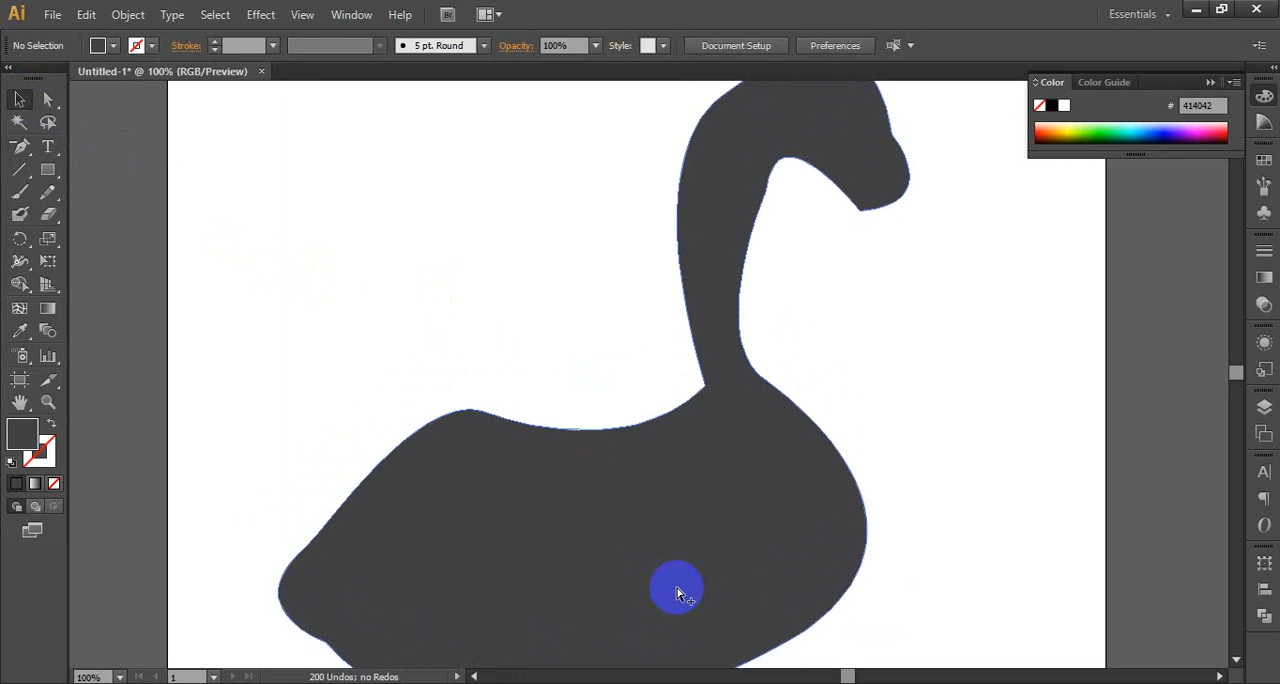 Ai File Edit Object Type Select Effect View Window Help Br Essentials
No Selection Stroke: 5 pt. Round Opacity: 100% Style: Document Setup Preferences
Untitled-1* @ 100% (RGB/Preview) ×
Color Color Guide
# 414042
100% 1 200 Undos: no Redos